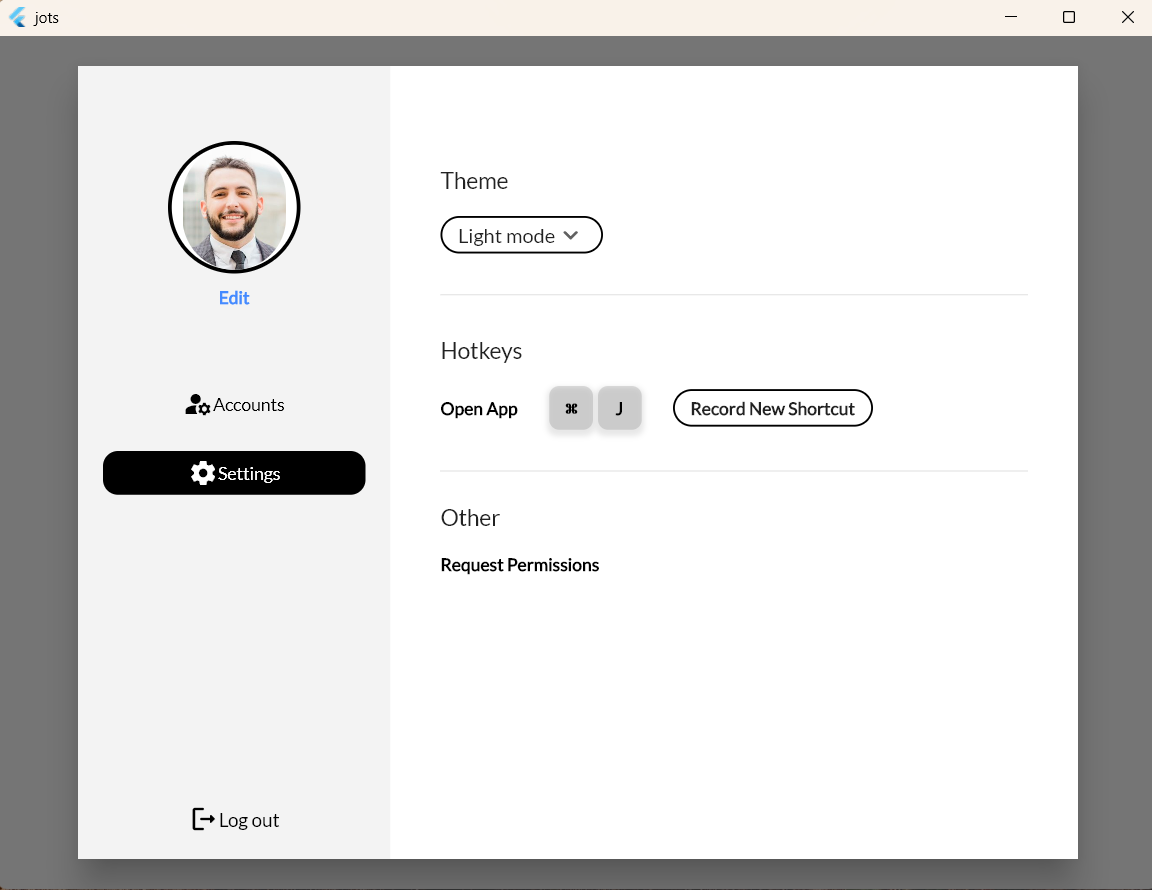 jots
Edit
Accounts
Settings
Log out
Theme
Light mode
Hotkeys
Open App ⌘ J Record New Shortcut
Other
Request Permissions